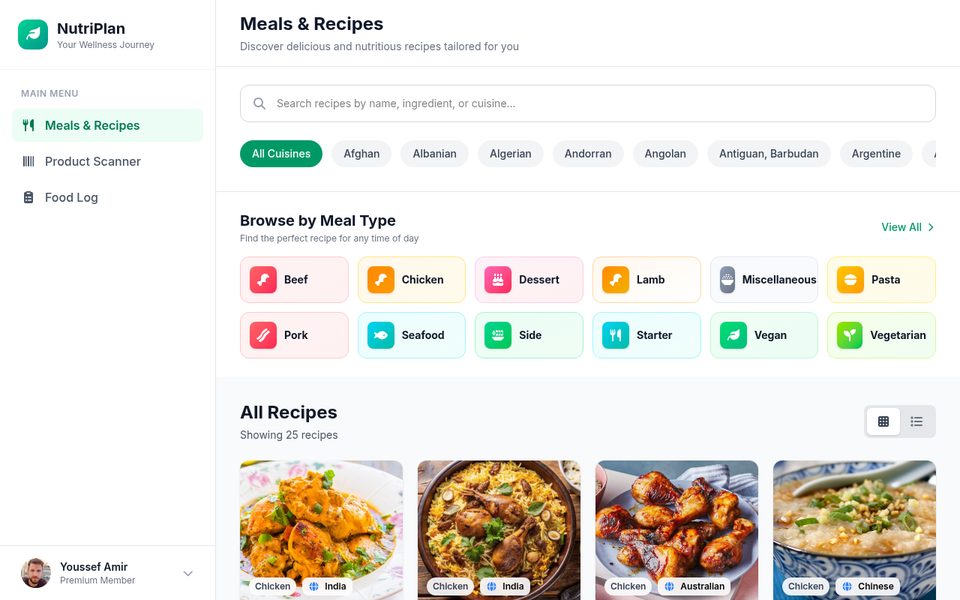 NutriPlan
Your Wellness Journey
MAIN MENU
Meals & Recipes
Product Scanner
Food Log
Youssef Amir
Premium Member
Meals & Recipes
Discover delicious and nutritious recipes tailored for you
Search recipes by name, ingredient, or cuisine...
All Cuisines Afghan Albanian Algerian Andorran Angolan Antiguan, Barbudan Argentine
Browse by Meal Type
Find the perfect recipe for any time of day
View All
Beef Chicken Dessert Lamb Miscellaneous Pasta
Pork Seafood Side Starter Vegan Vegetarian
All Recipes
Showing 25 recipes
Chicken India Chicken India Chicken Australian Chicken Chinese